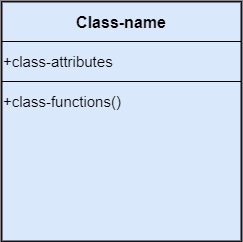 Class-name
+class-attributes
+class-functions()